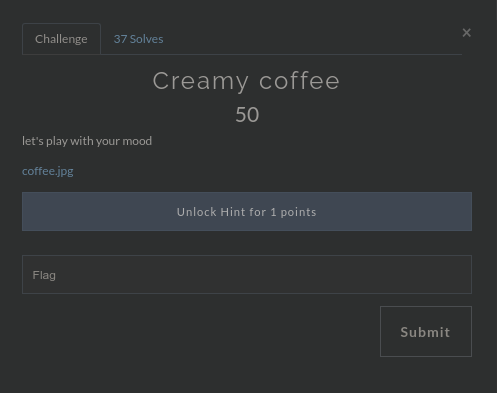 Challenge
37 Solves
×
Creamy coffee
50
let's play with your mood
coffee.jpg
Unlock Hint for 1 points
Flag
Submit